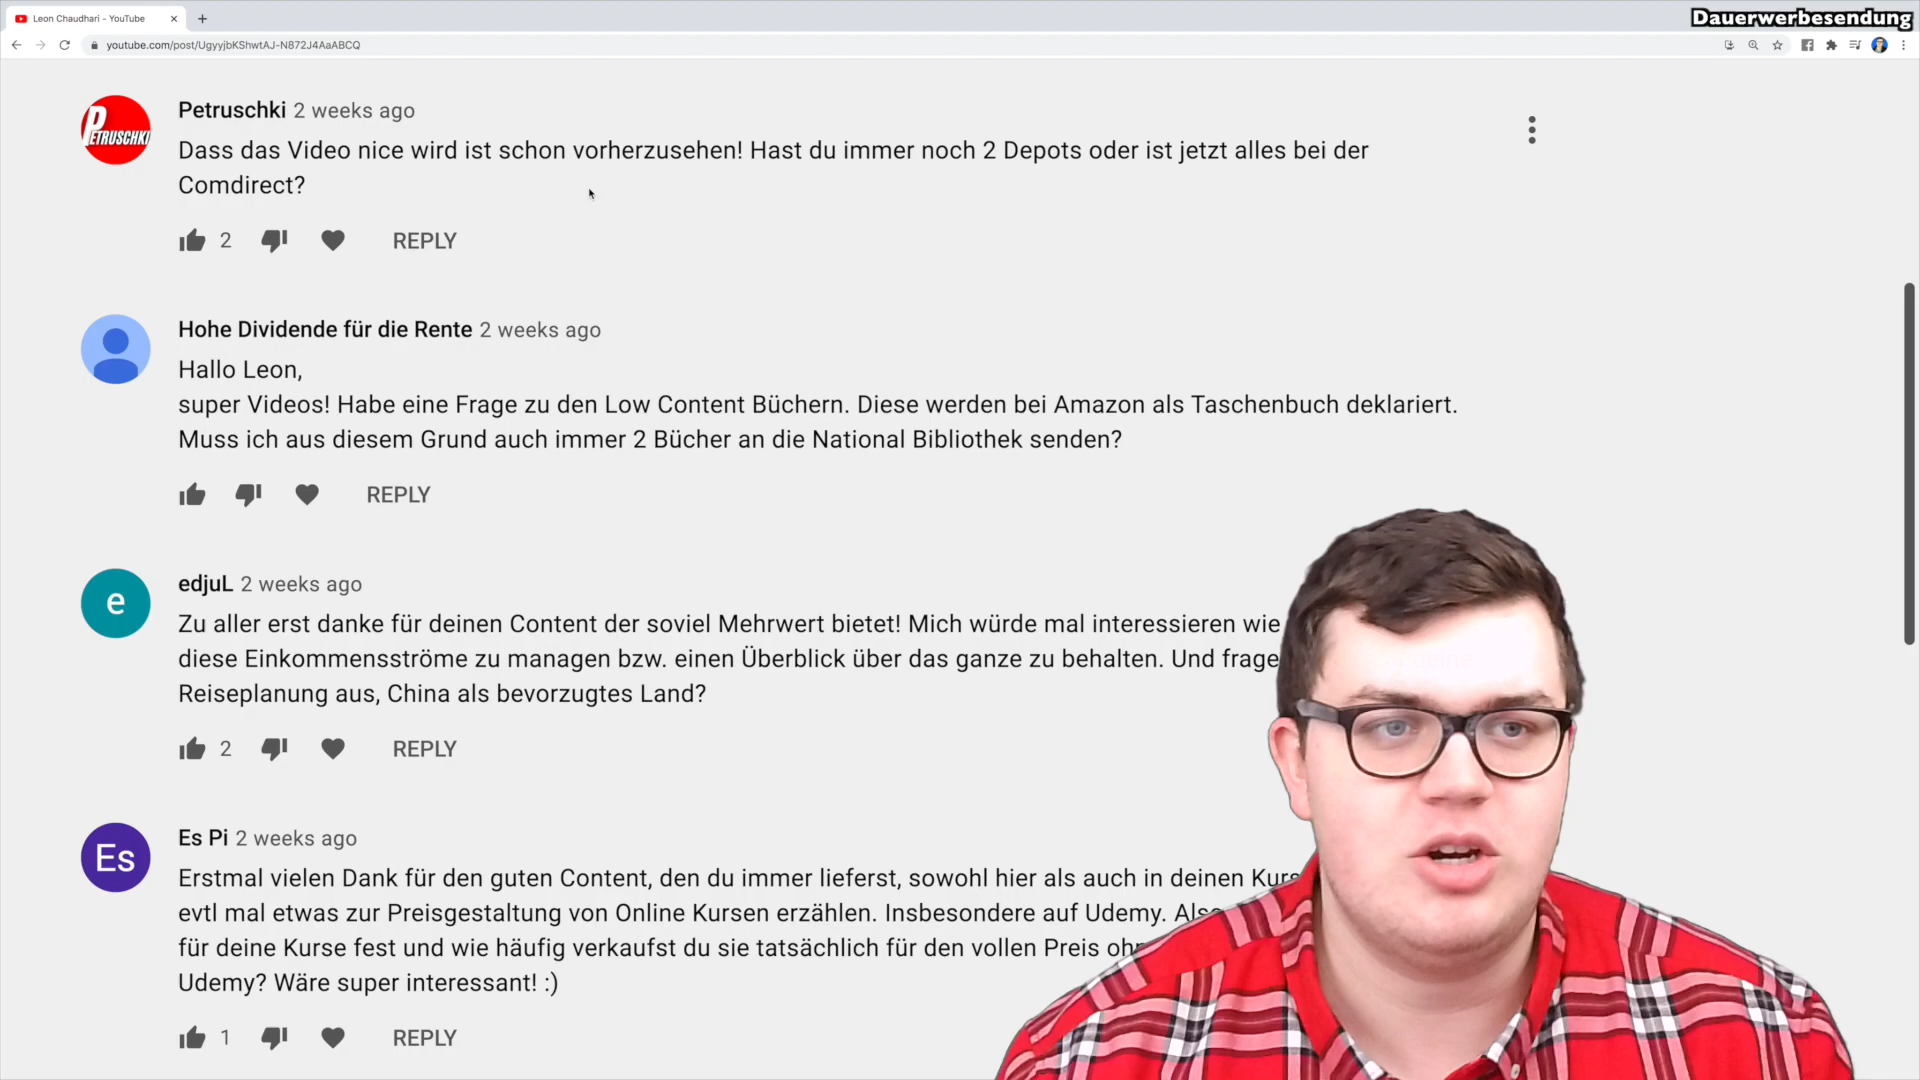 Leon Chaudhari - YouTube
Dauerwerbesendung
youtube.com/post/UgyyjbKShwtAJ-N872J4AaABCQ
PETRUSCHKI
Petruschki 2 weeks ago
Dass das Video nice wird ist schon vorherzusehen! Hast du immer noch 2 Depots oder ist jetzt alles bei der
Comdirect?
2 REPLY
Hohe Dividende für die Rente 2 weeks ago
Hallo Leon,
super Videos! Habe eine Frage zu den Low Content Büchern. Diese werden bei Amazon als Taschenbuch deklariert.
Muss ich aus diesem Grund auch immer 2 Bücher an die National Bibliothek senden?
REPLY
e
edjuL 2 weeks ago
Zu aller erst danke für deinen Content der soviel Mehrwert bietet! Mich würde mal interessieren wie
diese Einkommensströme zu managen bzw. einen Überblick über das ganze zu behalten. Und frage
Reiseplanung aus, China als bevorzugtes Land?
2 REPLY
Es
Es Pi 2 weeks ago
Erstmal vielen Dank für den guten Content, den du immer lieferst, sowohl hier als auch in deinen Kurs
evtl mal etwas zur Preisgestaltung von Online Kursen erzählen. Insbesondere auf Udemy. Also
für deine Kurse fest und wie häufig verkaufst du sie tatsächlich für den vollen Preis
Udemy? Wäre super interessant! :)
1 REPLY